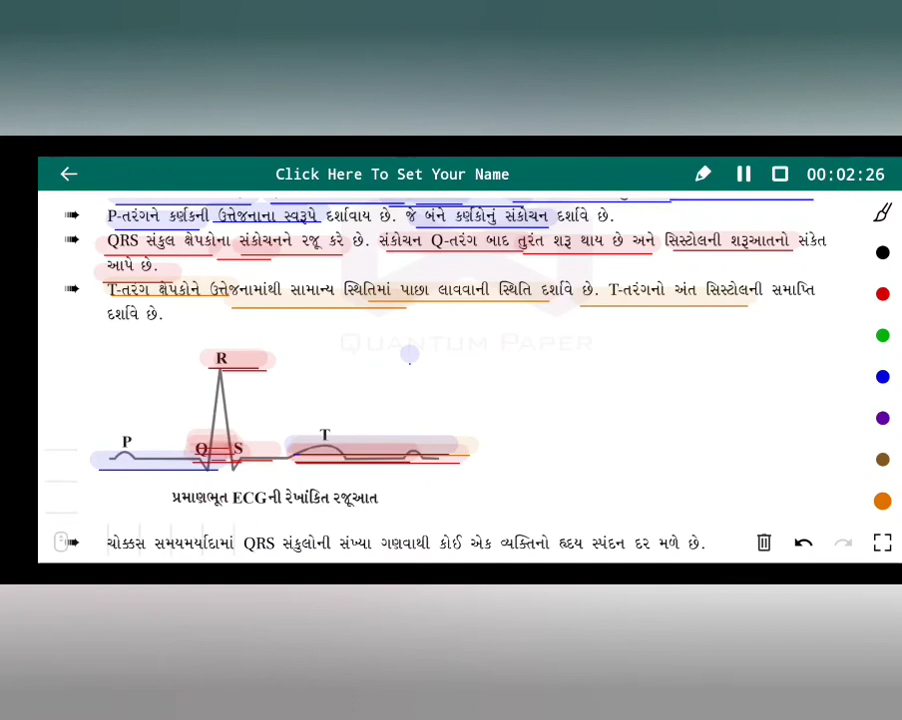 Click Here To Set Your Name
00:02:26
P-તરંગને કર્ણકની ઉત્તેજનાના સ્વરૂપે દર્શાવાય છે. જે બંને કર્ણકોનું સંકોચન દર્શાવે છે.
QRS સંકુલ ક્ષેપકોના સંકોચનને રજૂ કરે છે. સંકોચન Q-તરંગ બાદ તુરંત શરૂ થાય છે અને સિસ્ટોલની શરૂઆતનો સંકેત
આપે છે.
T-તરંગ ક્ષેપકોને ઉત્તેજનામાંથી સામાન્ય સ્થિતિમાં પાછા લાવવાની સ્થિતિ દર્શાવે છે. T-તરંગનો અંત સિસ્ટોલની સમાપ્તિ
દર્શાવે છે.
QUANTUM PAPER
R
P Q S T
પ્રમાણભૂત ECGની રેખાંકિત રજૂઆત
ચોક્કસ સમયમર્યાદામાં QRS સંકુલોની સંખ્યા ગણવાથી કોઈ એક વ્યક્તિનો હૃદય સ્પંદન દર મળે છે.